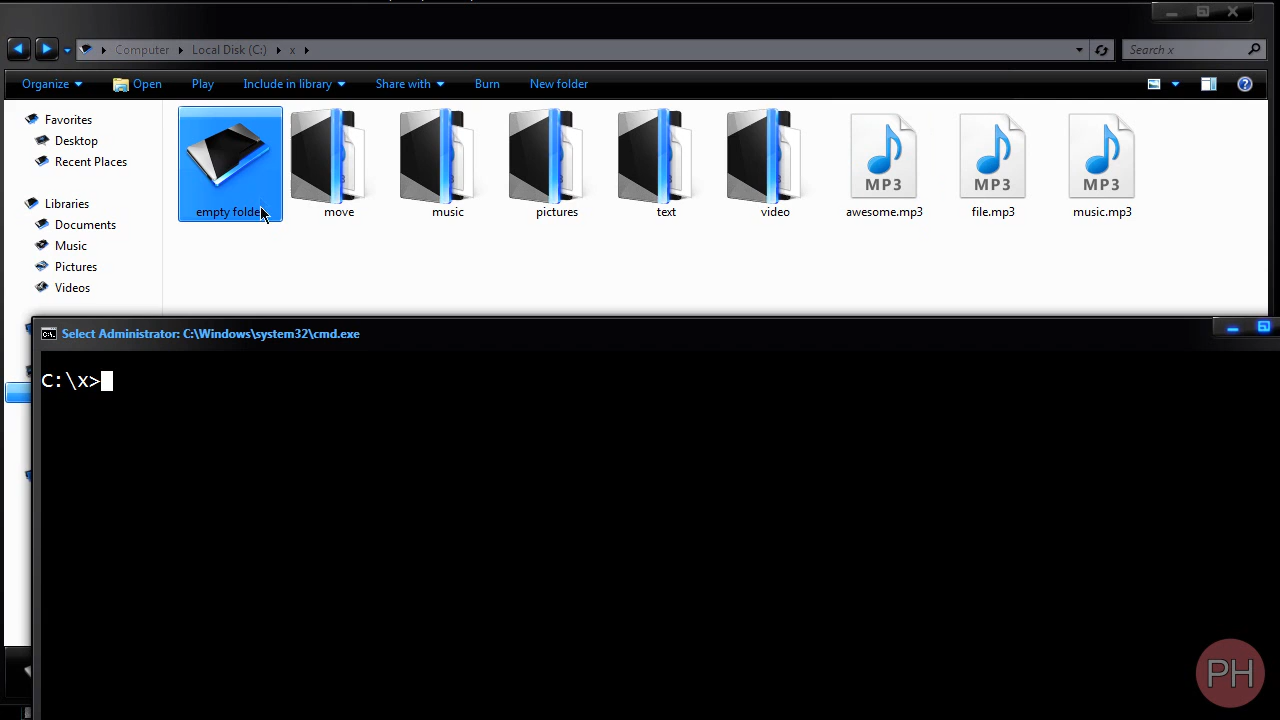 Computer Local Disk (C:) x
Search x
Organize Open Play Include in library Share with Burn New folder
Favorites
Desktop
Recent Places
Libraries
Documents
Music
Pictures
Videos
empty folde
move
music
pictures
text
video
MP3
awesome.mp3
MP3
file.mp3
MP3
music.mp3
C:\. Select Administrator: C:\Windows\system32\cmd.exe
C:\x>
PH